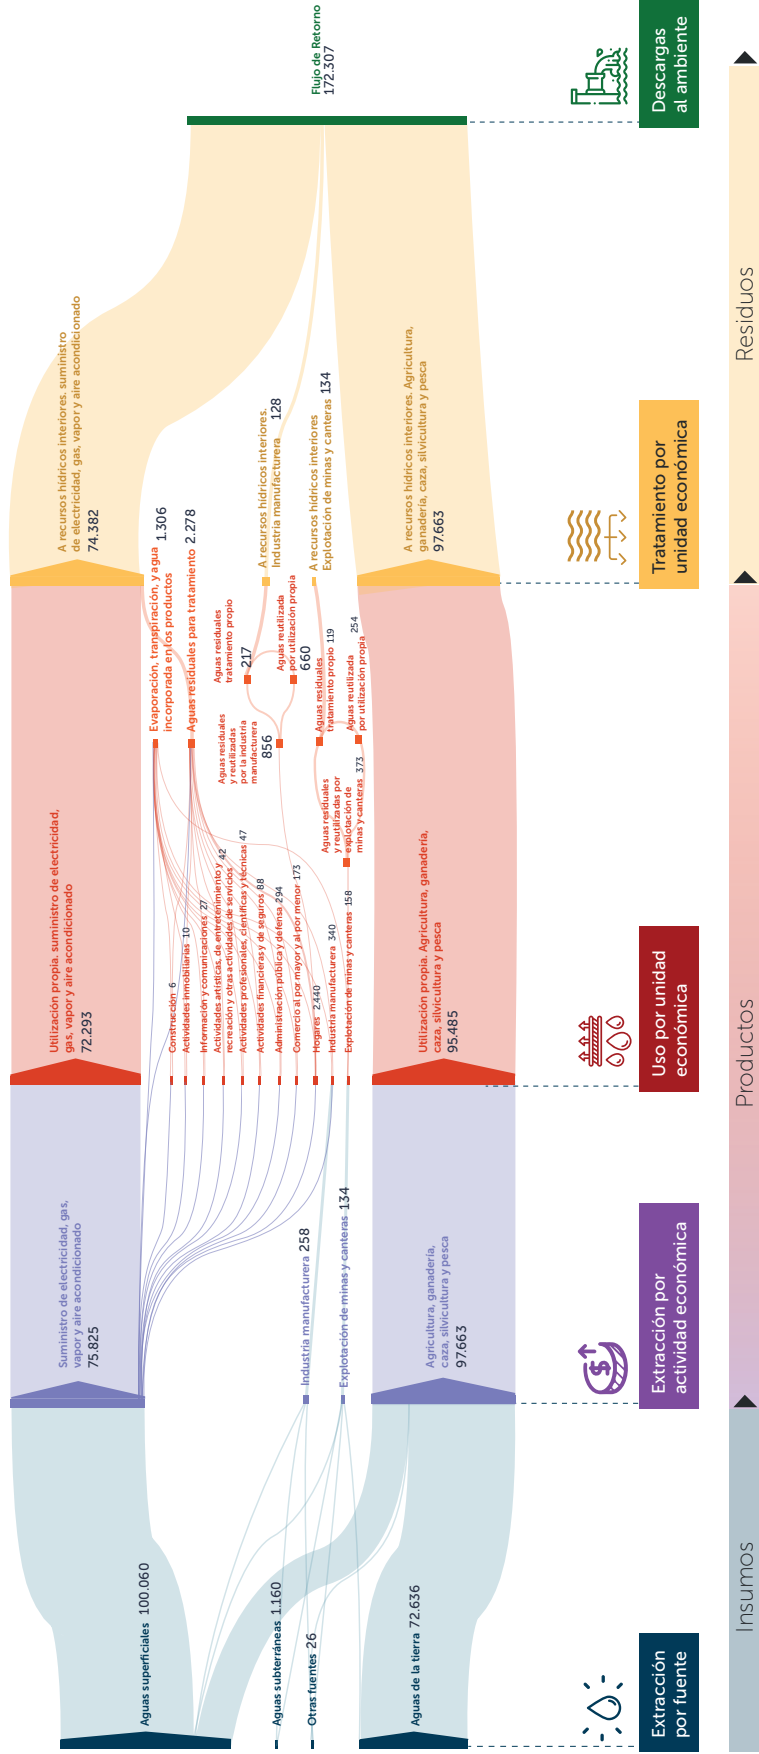 Aguas superficiales 100.060
Aguas subterráneas 1.160
Otras fuentes 26
Aguas de la tierra 72.636
Extracción
por fuente
Insumos
Suministro de electricidad, gas,
vapor y aire acondicionado
75.825
Industria manufacturera 258
Explotación de minas y canteras 134
Agricultura, ganadería,
caza, silvicultura y pesca
97.663
Extracción por
actividad económica
Utilización propia. suministro de electricidad,
gas, vapor y aire acondicionado
72.293
Construcción 6
Actividades inmobiliarias 10
Información y comunicaciones 27
Actividades artísticas, de entretenimiento y
recreación y otras actividades de servicios 42
Actividades profesionales, científicas y técnicas 47
Actividades financieras y de seguros 88
Administración pública y defensa 294
Comercio al por mayor y al por menor 173
Hogares 2.440
Industria manufacturera 340
Explotación de minas y canteras 158
Utilización propia. Agricultura, ganadería,
caza, silvicultura y pesca
95.485
Uso por unidad
económica
Productos
Evaporación, transpiración, y agua
incorporada en los productos 1.306
Aguas residuales para tratamiento 2.278
Aguas residuales
y reutilizadas
por la industria
manufacturera
856
Aguas residuales
tratamiento propio
217
Aguas reutilizada
por utilización propia
660
Aguas residuales
y reutilizadas por
explotación de
minas y canteras 373
Aguas residuales
tratamiento propio 119
Aguas reutilizada
por utilización propia 254
A recursos hídricos interiores. suministro
de electricidad, gas, vapor y aire acondicionado
74.382
A recursos hídricos interiores.
Industria manufacturera 128
A recursos hídricos interiores
Explotación de minas y canteras 134
A recursos hídricos interiores. Agricultura,
ganadería, caza, silvicultura y pesca
97.663
Tratamiento por
unidad económica
Residuos
Flujo de Retorno
172.307
Descargas
al ambiente